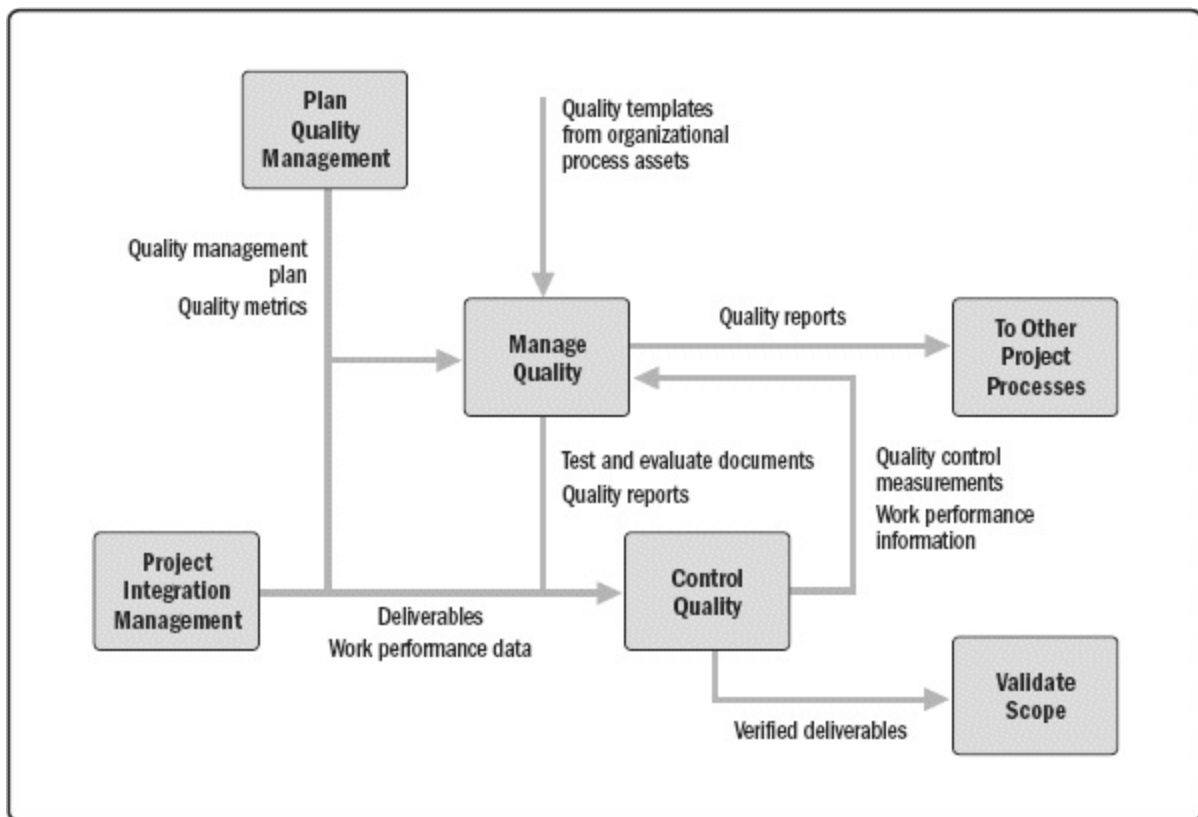 Plan
Quality
Management
Quality templates
from organizational
process assets
Quality management
plan
Quality metrics
Manage
Quality
Quality reports
To Other
Project
Processes
Test and evaluate documents
Quality reports
Quality control
measurements
Work performance
information
Project
Integration
Management
Deliverables
Work performance data
Control
Quality
Verified deliverables
Validate
Scope